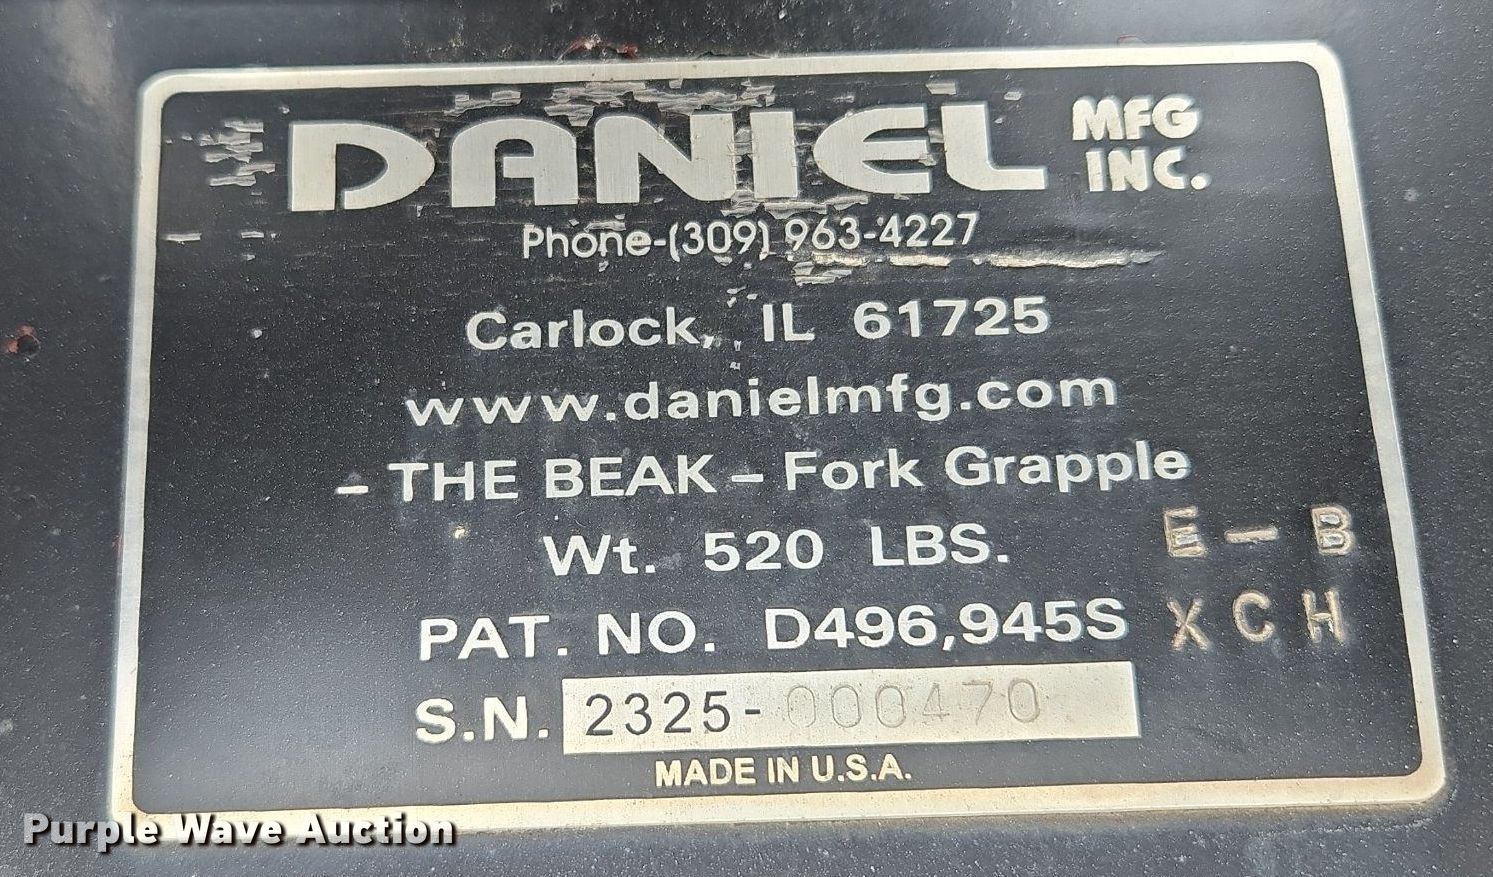 DANIEL MFG INC.
Phone-(309) 963-4227
Carlock, IL 61725
www.danielmfg.com
- THE BEAK - Fork Grapple
Wt. 520 LBS. E-B
PAT. NO. D496,945S XCH
S.N. 2325-000470
MADE IN U.S.A.
Purple Wave Auction